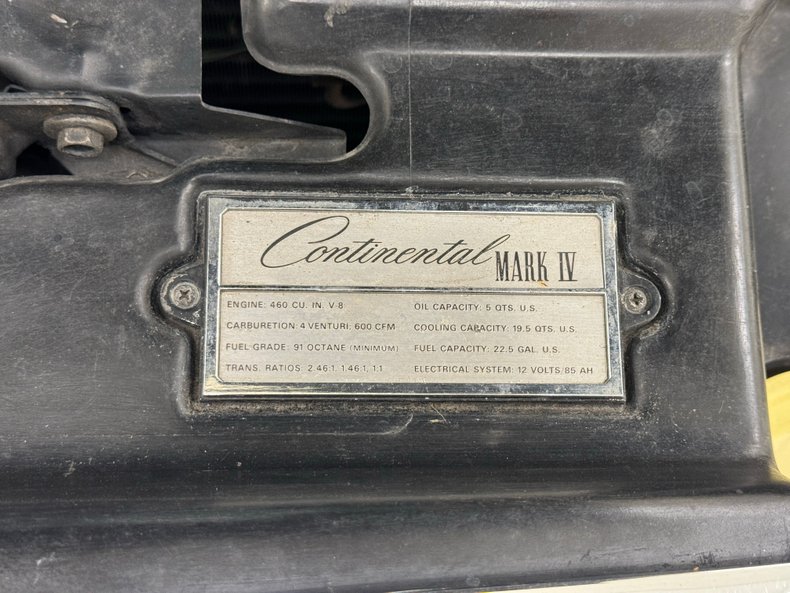 Continental MARK IV
ENGINE: 460 CU. IN. V-8
CARBURETION: 4 VENTURI: 600 CFM
FUEL GRADE: 91 OCTANE (MINIMUM)
TRANS. RATIOS: 2.46:1, 1.46:1, 1:1
OIL CAPACITY: 5 QTS. U.S.
COOLING CAPACITY: 19.5 QTS. U.S.
FUEL CAPACITY: 22.5 GAL. U.S.
ELECTRICAL SYSTEM: 12 VOLTS/85 AH